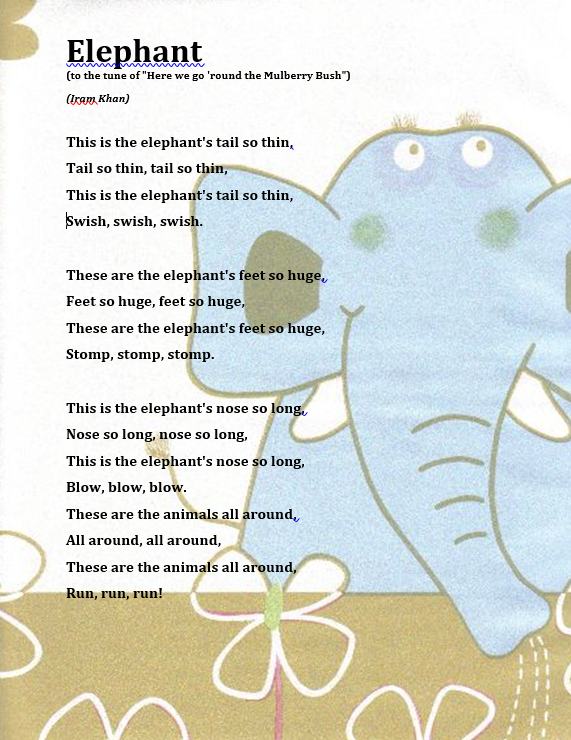 Elephant
(to the tune of "Here we go 'round the Mulberry Bush")
(Iram Khan)
This is the elephant's tail so thin,
Tail so thin, tail so thin,
This is the elephant's tail so thin,
Swish, swish, swish.
These are the elephant's feet so huge,
Feet so huge, feet so huge,
These are the elephant's feet so huge,
Stomp, stomp, stomp.
This is the elephant's nose so long,
Nose so long, nose so long,
This is the elephant's nose so long,
Blow, blow, blow.
These are the animals all around,
All around, all around,
These are the animals all around,
Run, run, run!